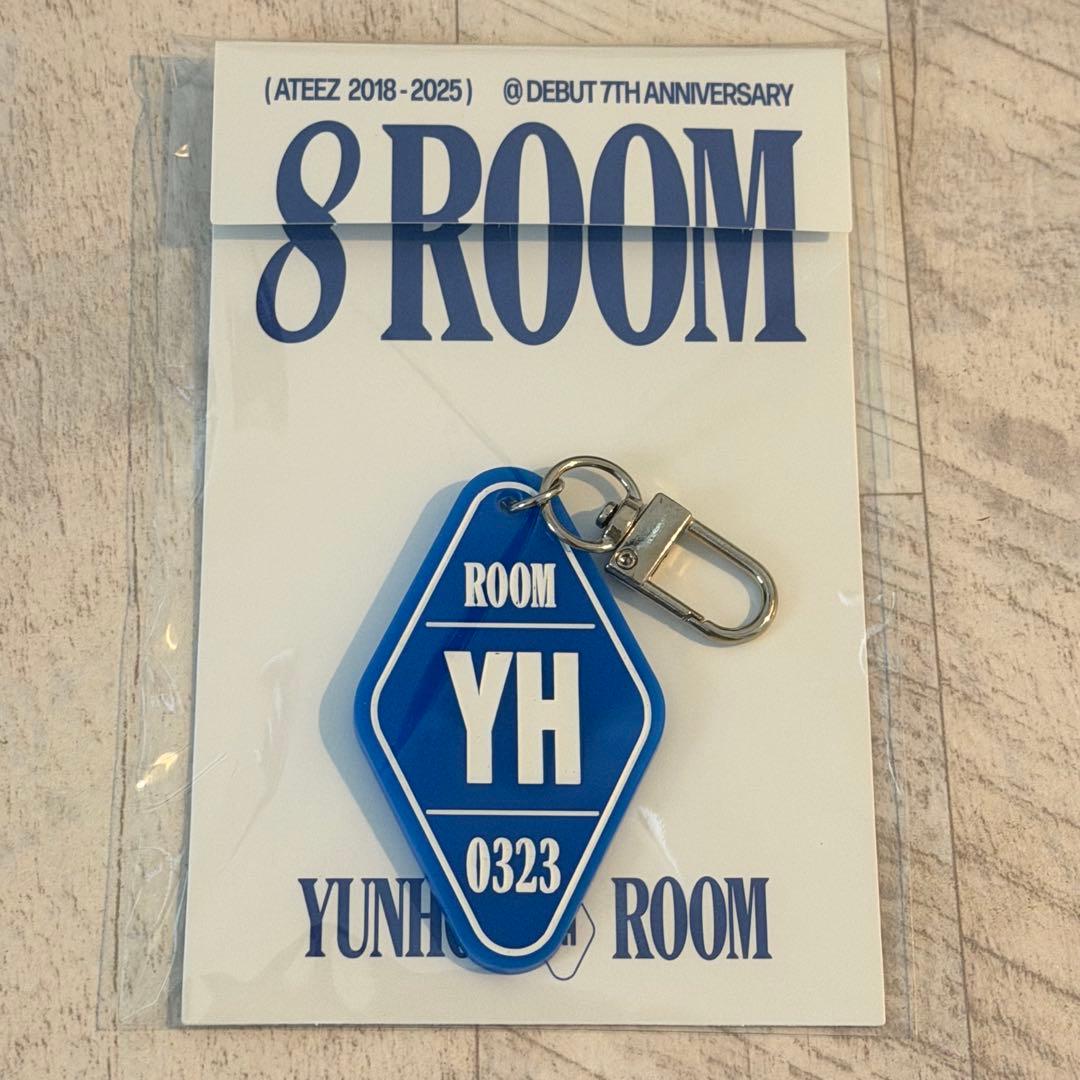 (ATEEZ 2018-2025) @ DEBUT 7TH ANNIVERSARY
8 ROOM
ROOM
YH
0323
ROOM